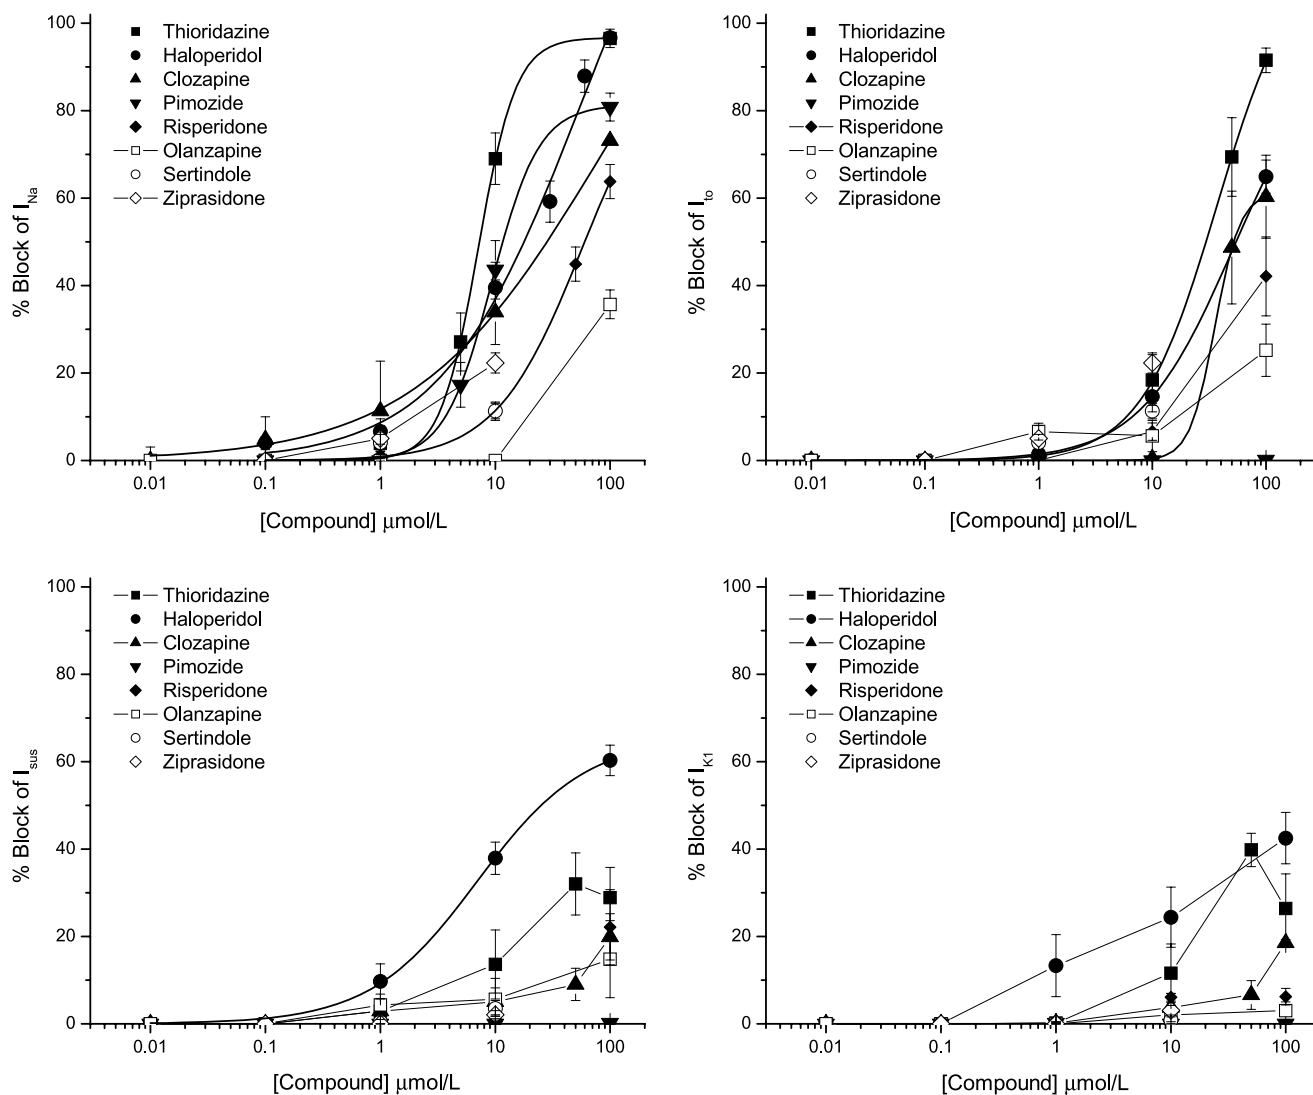 100
80
60
40
20
0
% Block of I_Na
Thioridazine
Haloperidol
Clozapine
Pimozide
Risperidone
Olanzapine
Sertindole
Ziprasidone
0.01 0.1 1 10 100
[Compound] μmol/L
100
80
60
40
20
0
% Block of I_to
Thioridazine
Haloperidol
Clozapine
Pimozide
Risperidone
Olanzapine
Sertindole
Ziprasidone
0.01 0.1 1 10 100
[Compound] μmol/L
100
80
60
40
20
0
% Block of I_sus
Thioridazine
Haloperidol
Clozapine
Pimozide
Risperidone
Olanzapine
Sertindole
Ziprasidone
0.01 0.1 1 10 100
[Compound] μmol/L
100
80
60
40
20
0
% Block of I_K1
Thioridazine
Haloperidol
Clozapine
Pimozide
Risperidone
Olanzapine
Sertindole
Ziprasidone
0.01 0.1 1 10 100
[Compound] μmol/L